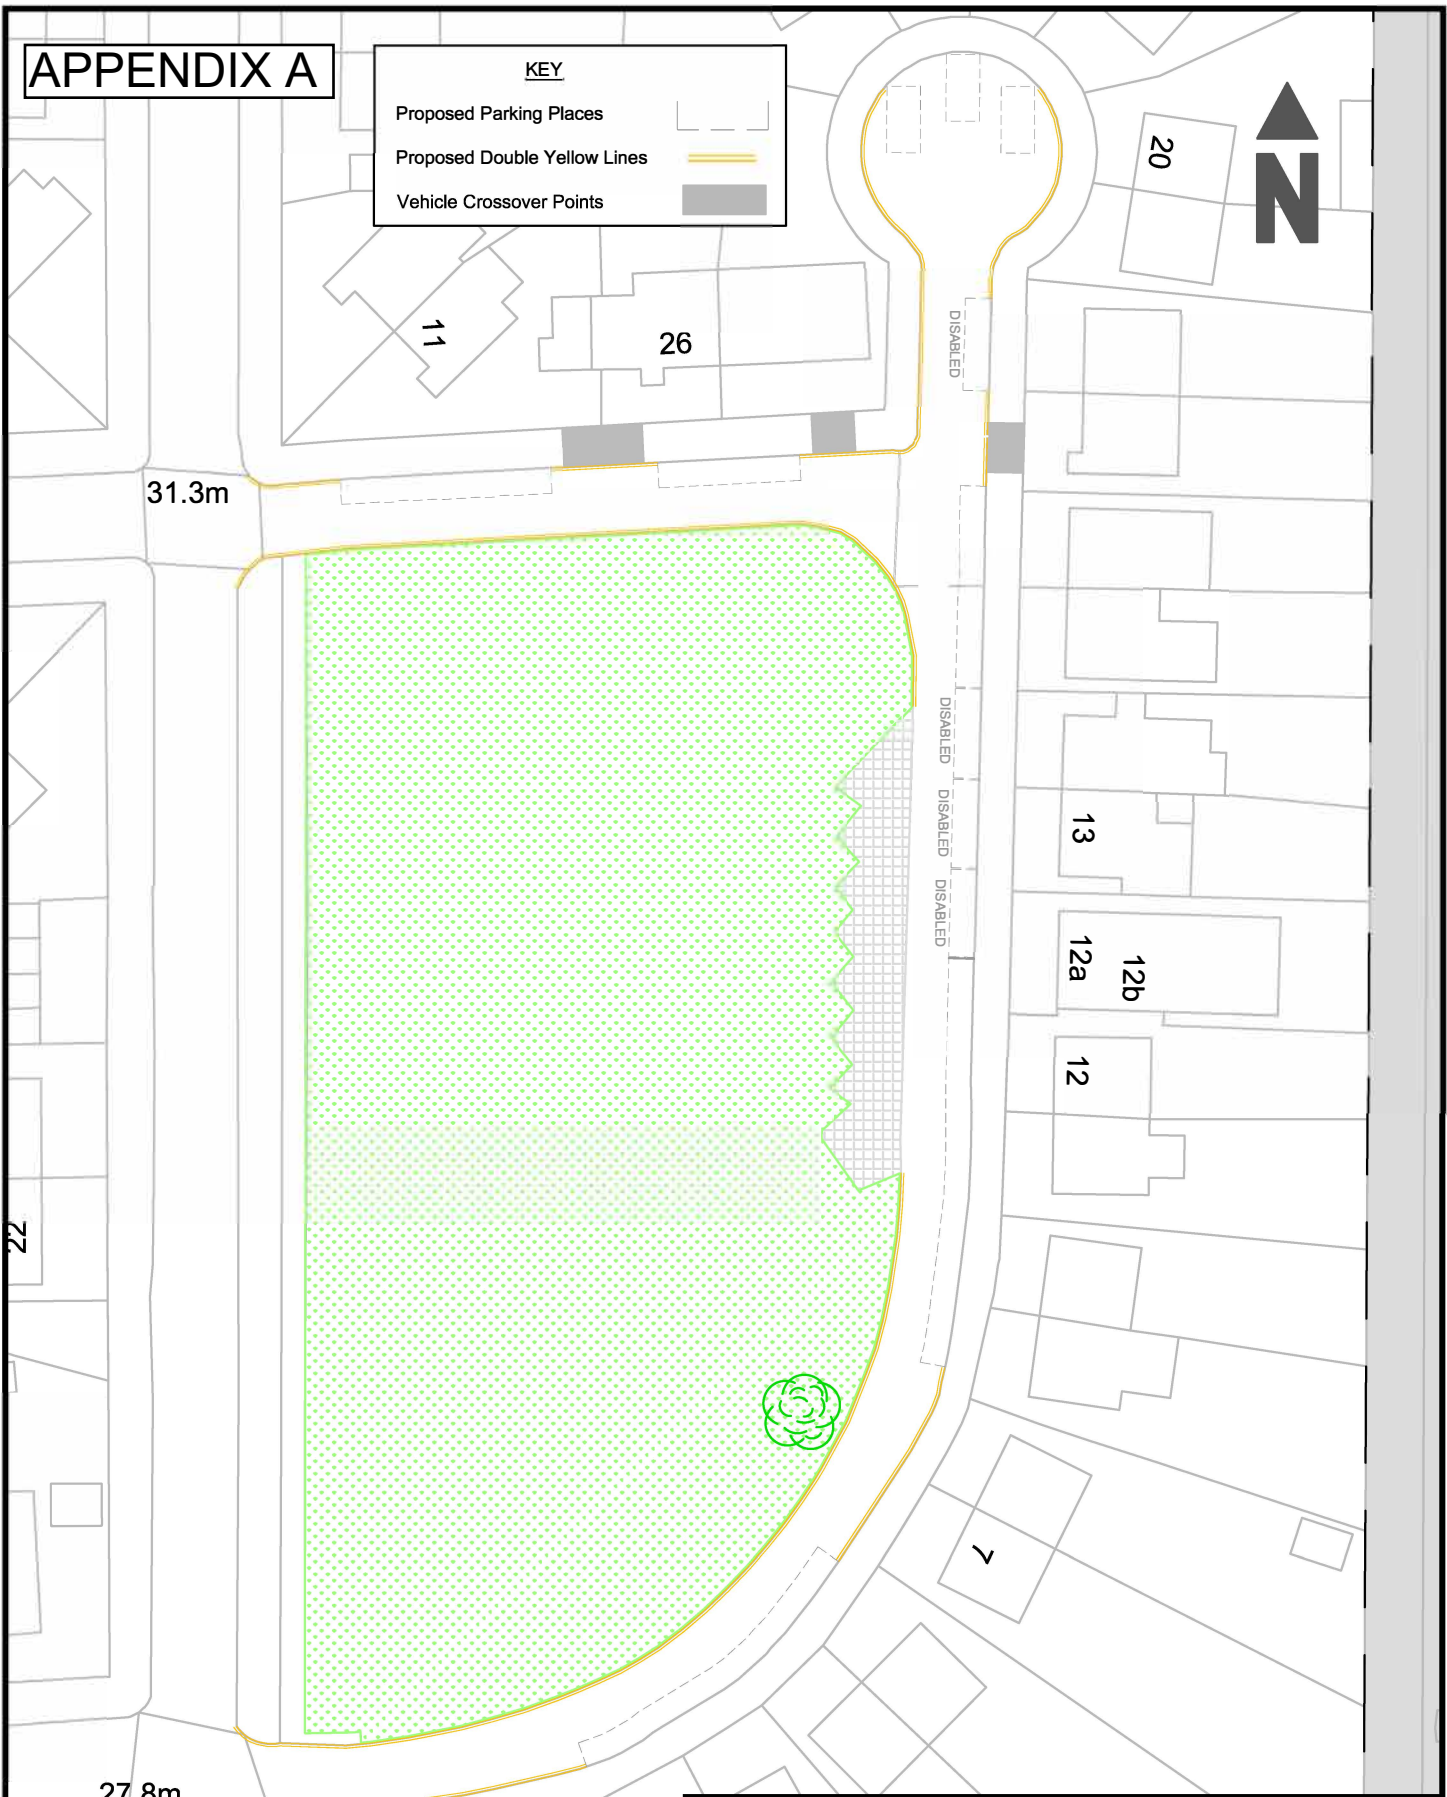 APPENDIX A
KEY
Proposed Parking Places
Proposed Double Yellow Lines
Vehicle Crossover Points
N
20
11
26
DISABLED
31.3m
DISABLED
DISABLED
13
DISABLED
12a
12b
12
22
7
27.8m